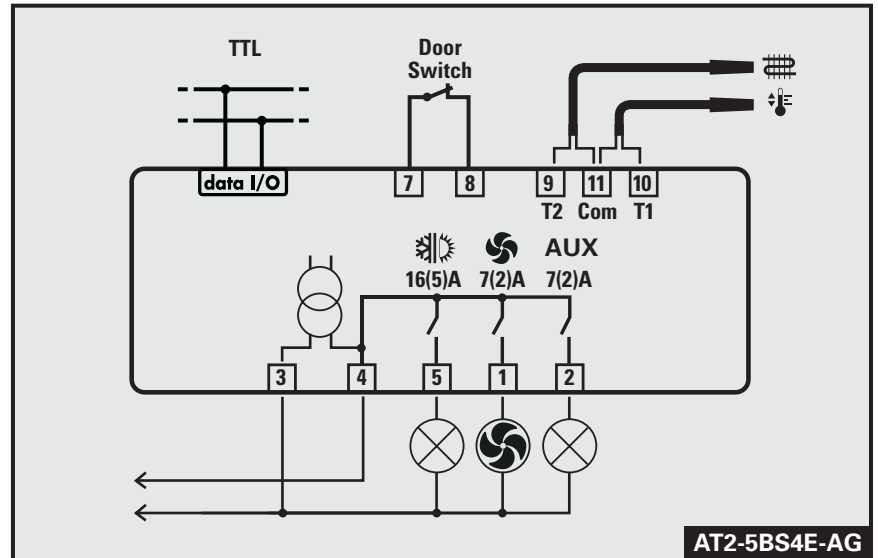 TTL
Door
Switch
data I/O
7 8 9 11 10
T2 Com T1
AUX
16(5)A 7(2)A 7(2)A
3 4 5 1 2
AT2-5BS4E-AG